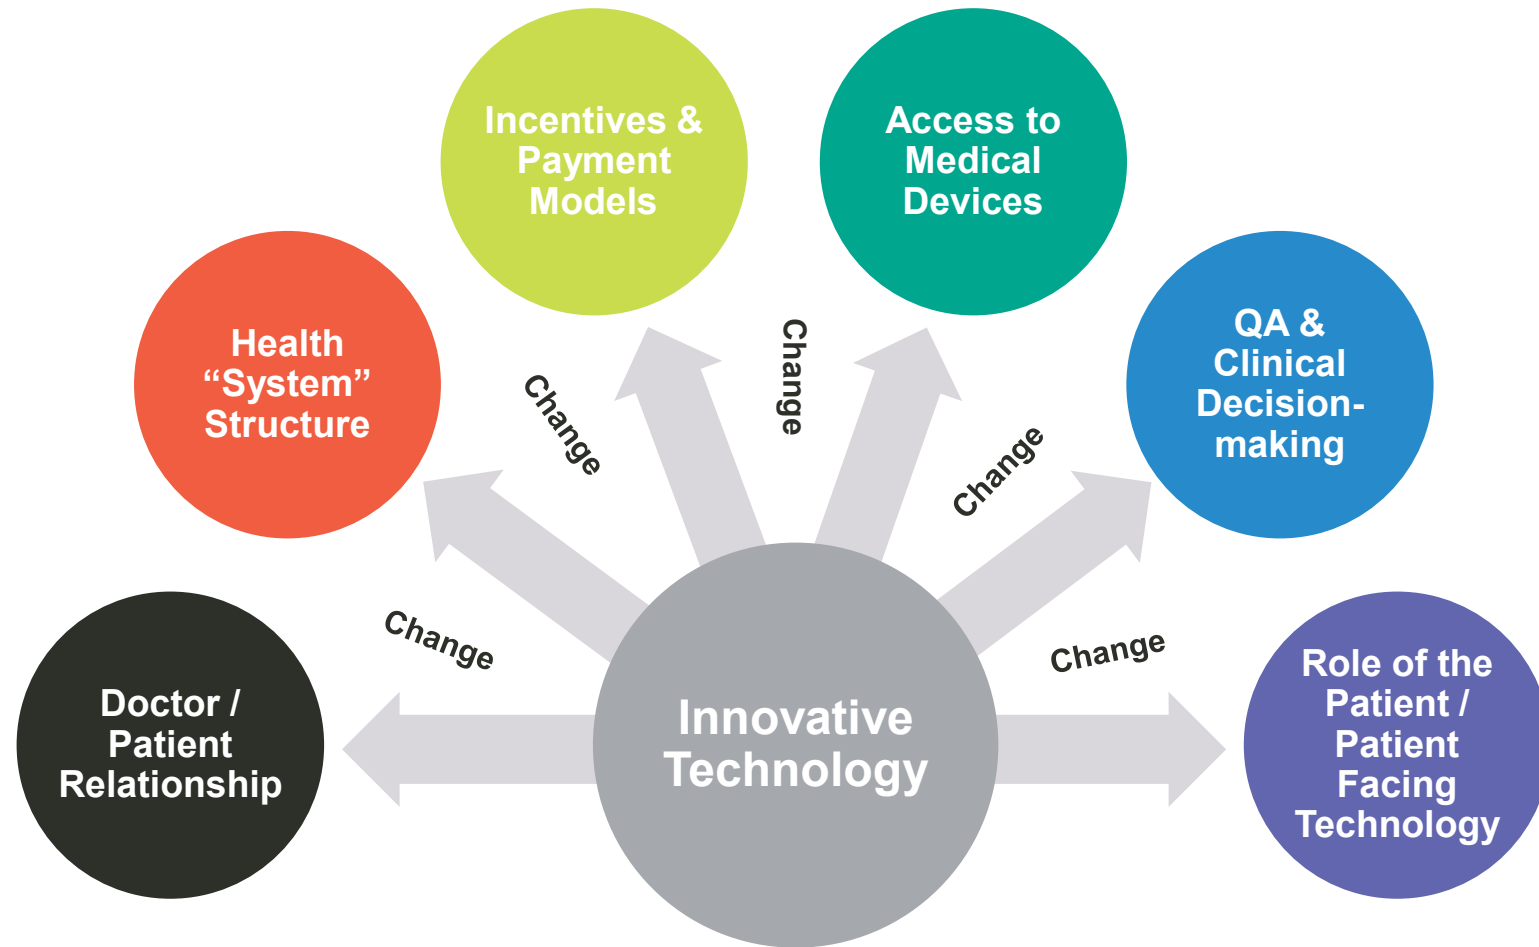 Incentives &
Payment
Models
Access to
Medical
Devices
Health
“System”
Structure
QA &
Clinical
Decision-
making
Change
Change
Change
Change
Change
Doctor /
Patient
Relationship
Innovative
Technology
Role of the
Patient /
Patient
Facing
Technology